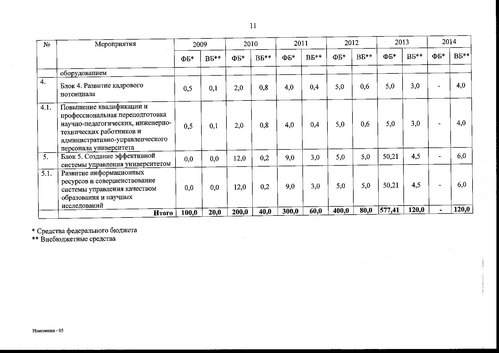 11
№ Мероприятия 2009 2010 2011 2012 2013 2014
ФБ* ВБ** ФБ* ВБ** ФБ* ВБ** ФБ* ВБ** ФБ* ВБ** ФБ* ВБ**
оборудованием
4. Блок 4. Развитие кадрового
потенциала 0,5 0,1 2,0 0,8 4,0 0,4 5,0 0,6 5,0 3,0 - 4,0
4.1. Повышение квалификации и
профессиональная переподготовка
научно-педагогических, инженерно-
технических работников и
административно-управленческого
персонала университета 0,5 0,1 2,0 0,8 4,0 0,4 5,0 0,6 5,0 3,0 - 4,0
5. Блок 5. Создание эффективной
системы управления университетом 0,0 0,0 12,0 0,2 9,0 3,0 5,0 5,0 50,21 4,5 - 6,0
5.1. Развитие информационных
ресурсов и совершенствование
системы управления качеством
образования и научных
исследований 0,0 0,0 12,0 0,2 9,0 3,0 5,0 5,0 50,21 4,5 - 6,0
Итого 100,0 20,0 200,0 40,0 300,0 60,0 400,0 80,0 577,41 120,0 - 120,0
* Средства федерального бюджета
** Внебюджетные средства
Изменения - 03